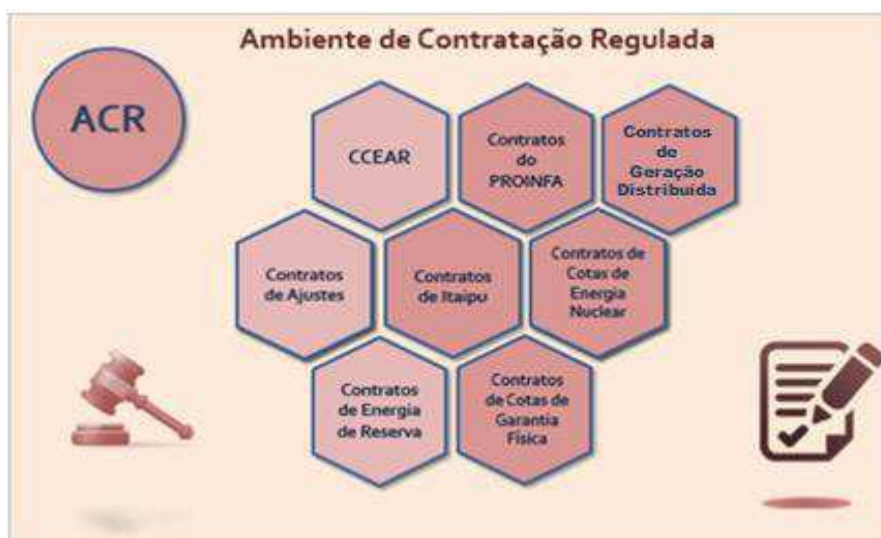 Ambiente de Contratação Regulada
ACR
CCEAR
Contratos
do
PROINFA
Contratos
de
Geração
Distribuída
Contratos
de Ajustes
Contratos
de Itaipu
Contratos de
Cotas de
Energia
Nuclear
Contratos
de Energia
de Reserva
Contratos
de Cotas de
Garantia
Física